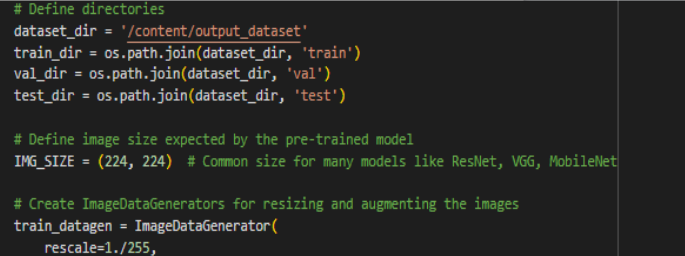 # Define directories
dataset_dir = '/content/output_dataset'
train_dir = os.path.join(dataset_dir, 'train')
val_dir = os.path.join(dataset_dir, 'val')
test_dir = os.path.join(dataset_dir, 'test')

# Define image size expected by the pre-trained model
IMG_SIZE = (224, 224)  # Common size for many models like ResNet, VGG, MobileNet

# Create ImageDataGenerators for resizing and augmenting the images
train_datagen = ImageDataGenerator(
    rescale=1./255,